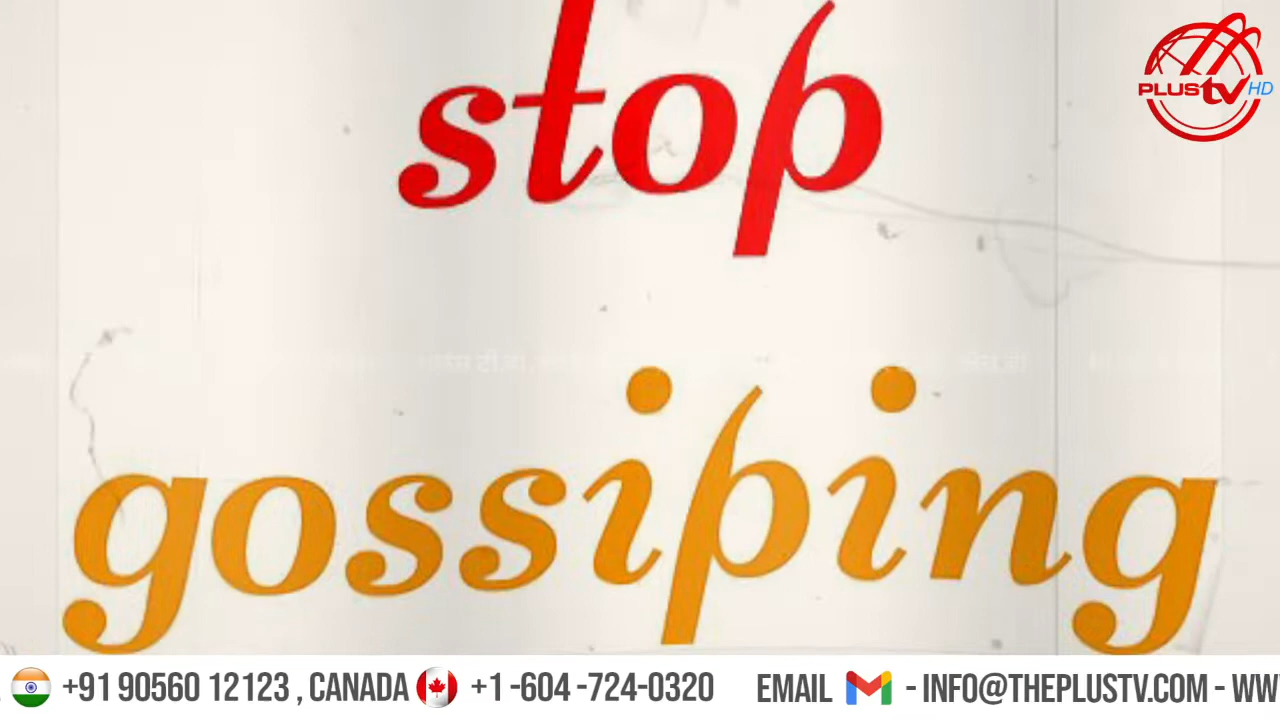 stop
PLUS tv HD
gossiping
+91 90560 12123 , CANADA +1 -604 -724-0320 EMAIL - INFO@THEPLUSTV.COM - WW